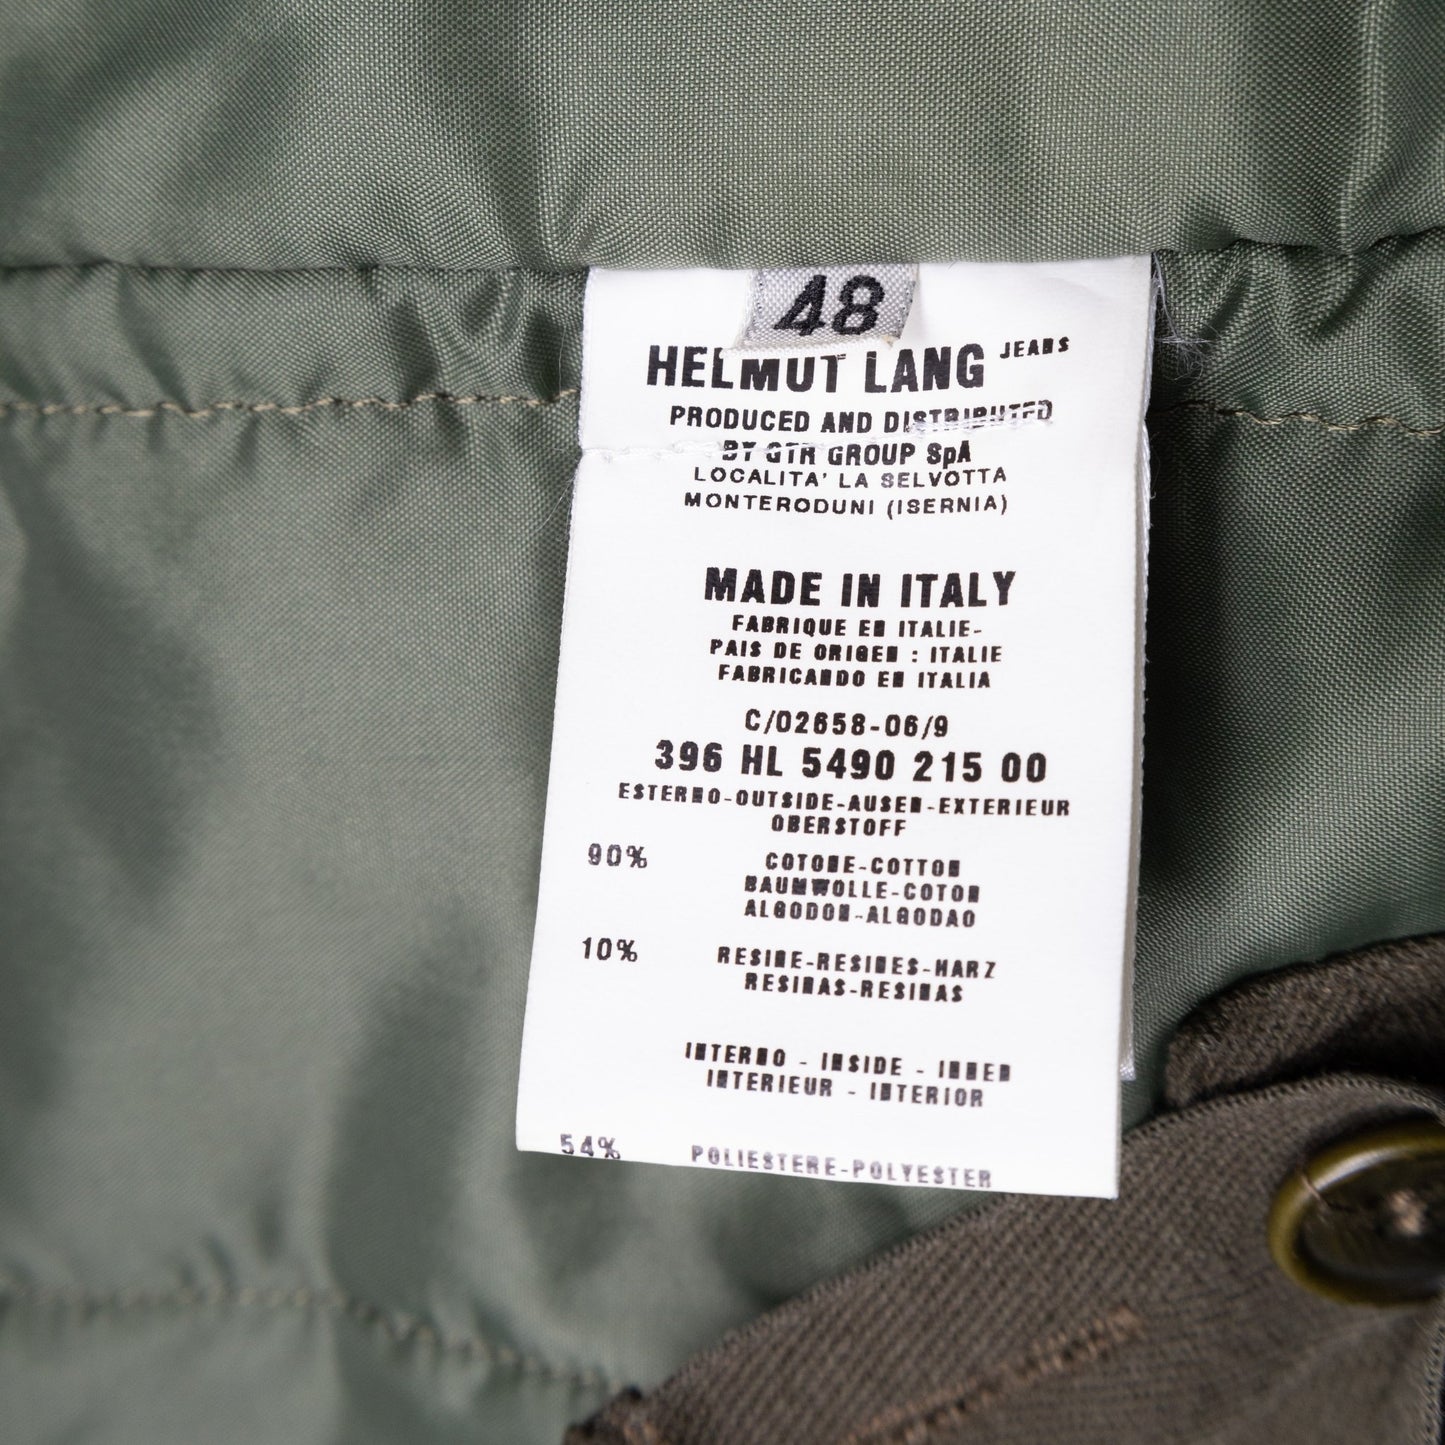 48
HELMUT LANG JEANS
PRODUCED AND DISTRIBUTED
BY GTR GROUP SpA
LOCALITA' LA SELVOTTA
MONTERODUNI (ISERNIA)
MADE IN ITALY
FABRIQUE EN ITALIE-
PAIS DE ORIGEN : ITALIE
FABRICANDO EN ITALIA
C/02658-06/9
396 HL 5490 215 00
ESTERNO-OUTSIDE-AUSEN-EXTERIEUR
OBERSTOFF
90% COTONE-COTTON
BAUMWOLLE-COTON
ALGODON-ALGODAO
10% RESINE-RESINES-HARZ
RESINAS-RESINAS
INTERNO - INSIDE - INNEN
INTERIEUR - INTERIOR
54% POLIESTERE-POLYESTER